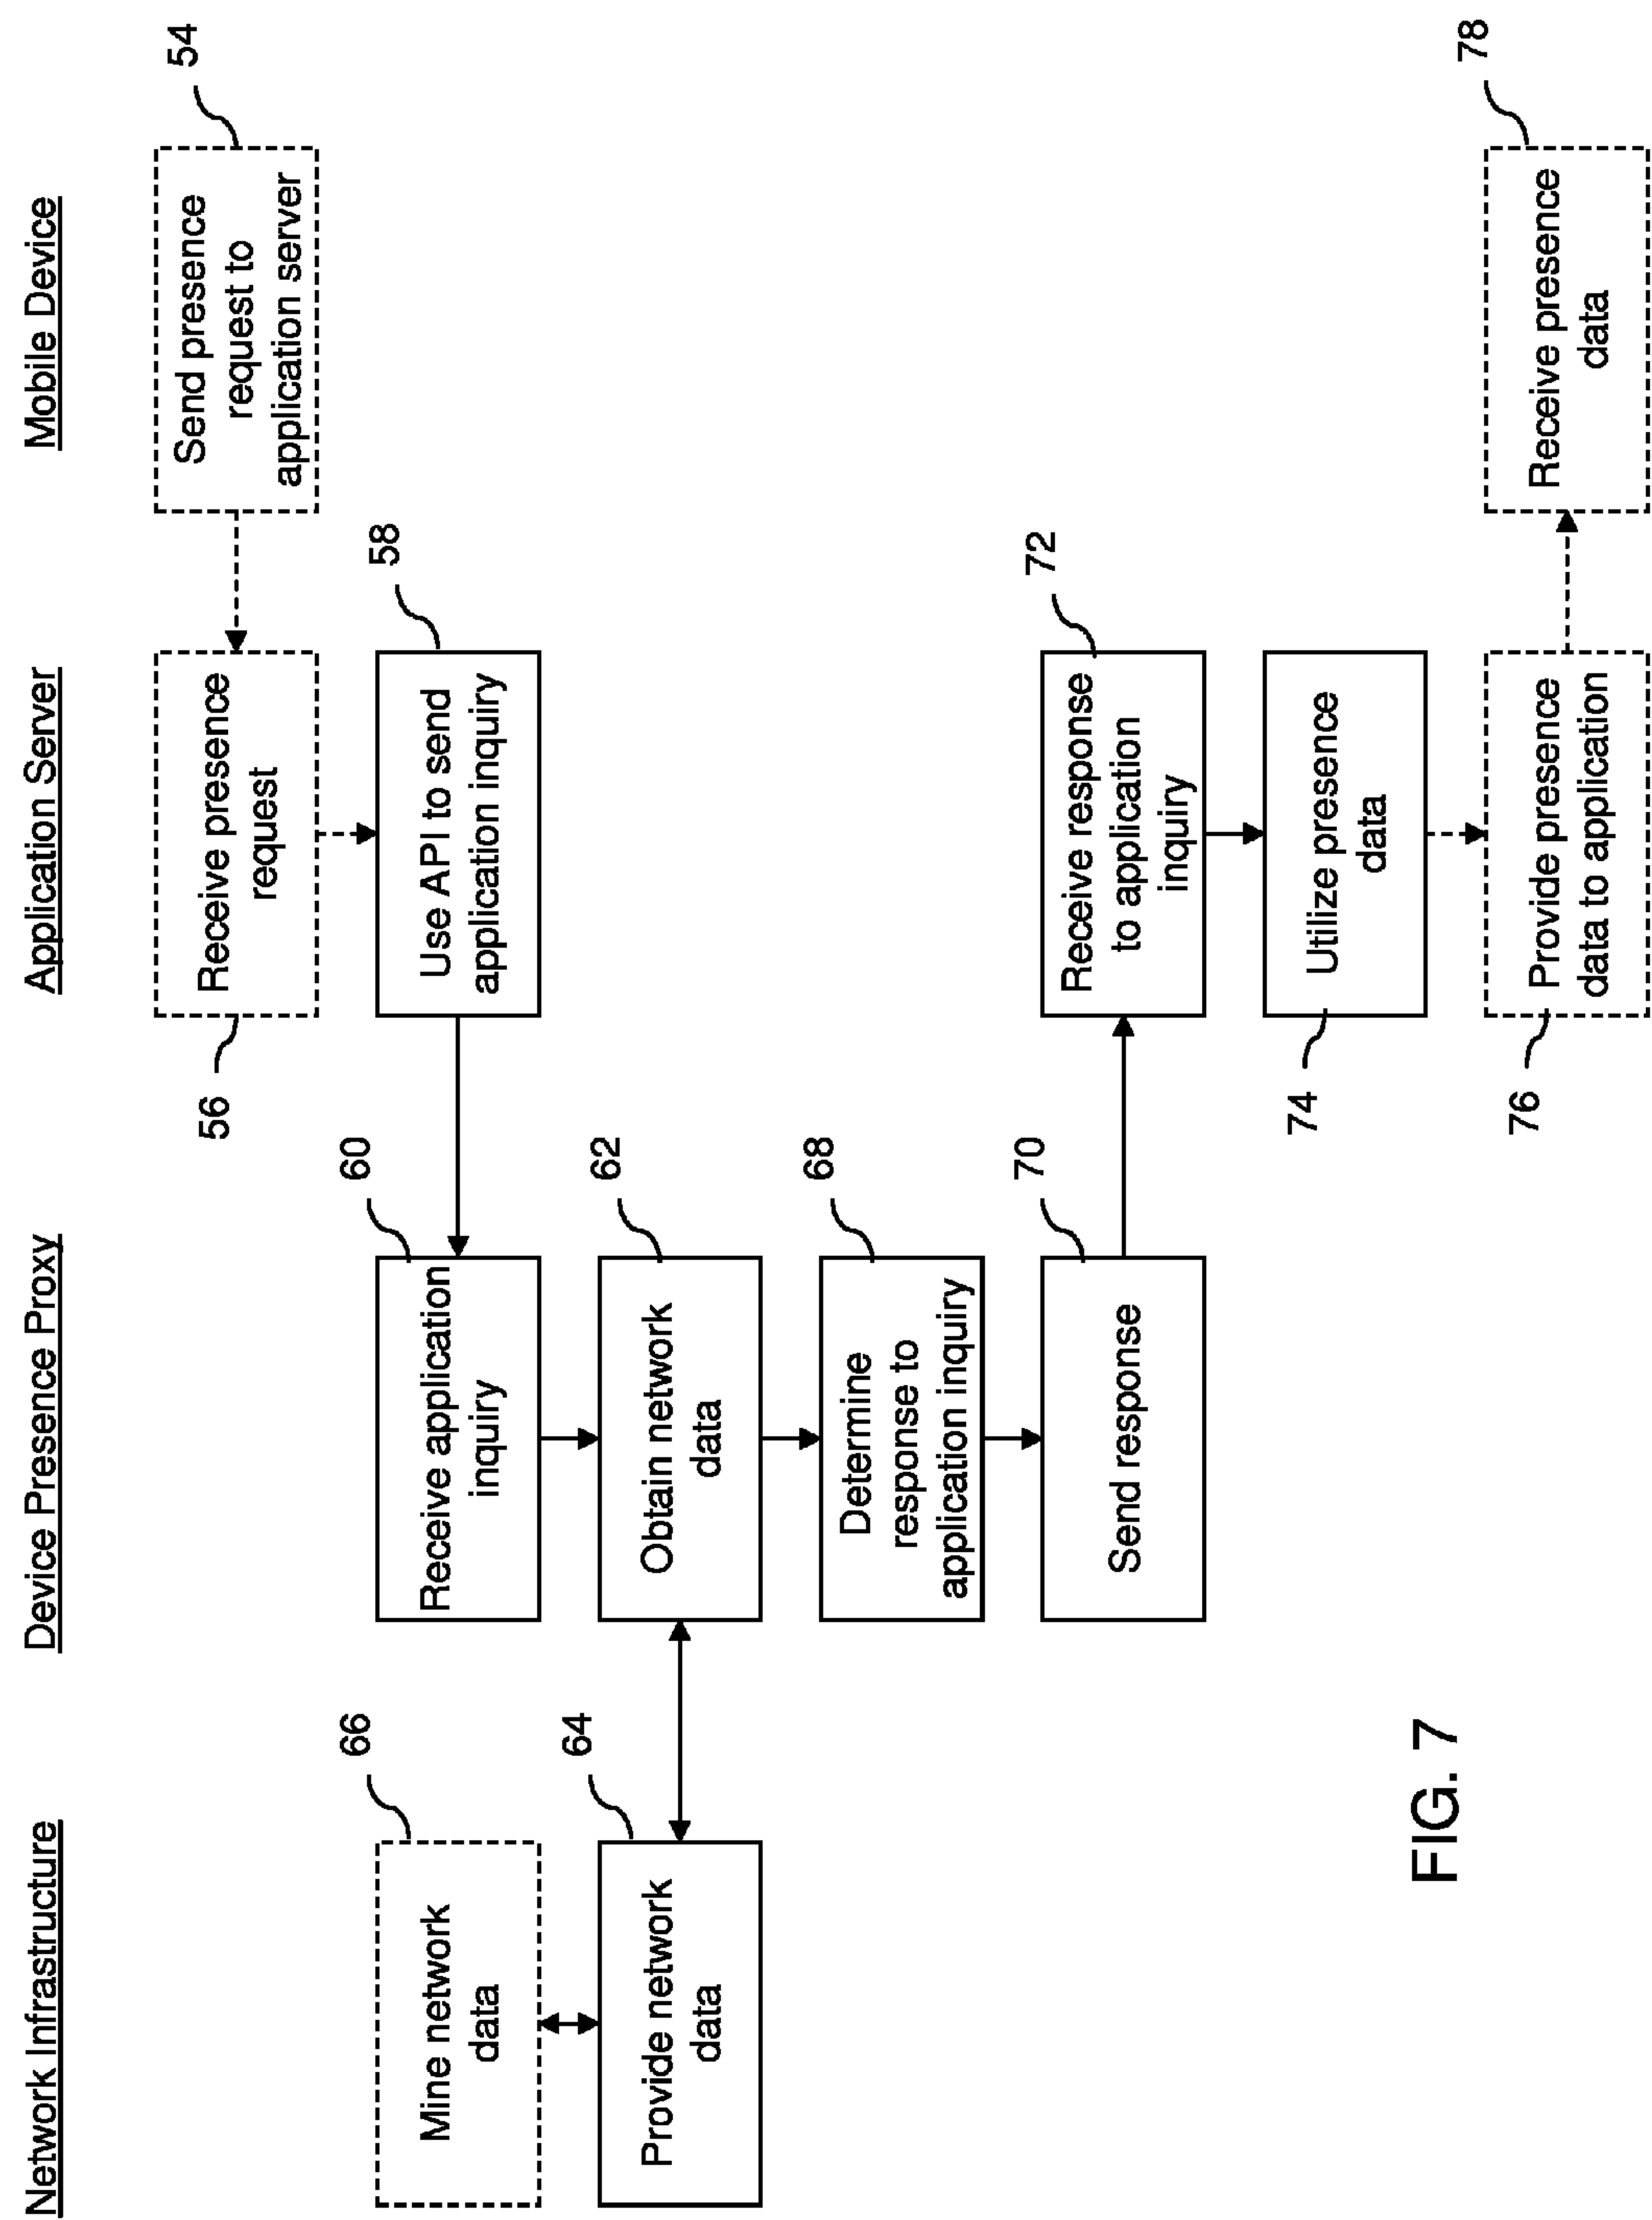 Network Infrastructure
Device Presence Proxy
Application Server
Mobile Device
54
Send presence
request to
application server
56
Receive presence
request
58
Use API to send
application inquiry
60
Receive application
inquiry
66
Mine network
data
62
Obtain network
data
64
Provide network
data
68
Determine
response to
application inquiry
70
Send response
72
Receive response
to application
inquiry
74
Utilize presence
data
76
Provide presence
data to application
78
Receive presence
data
FIG. 7